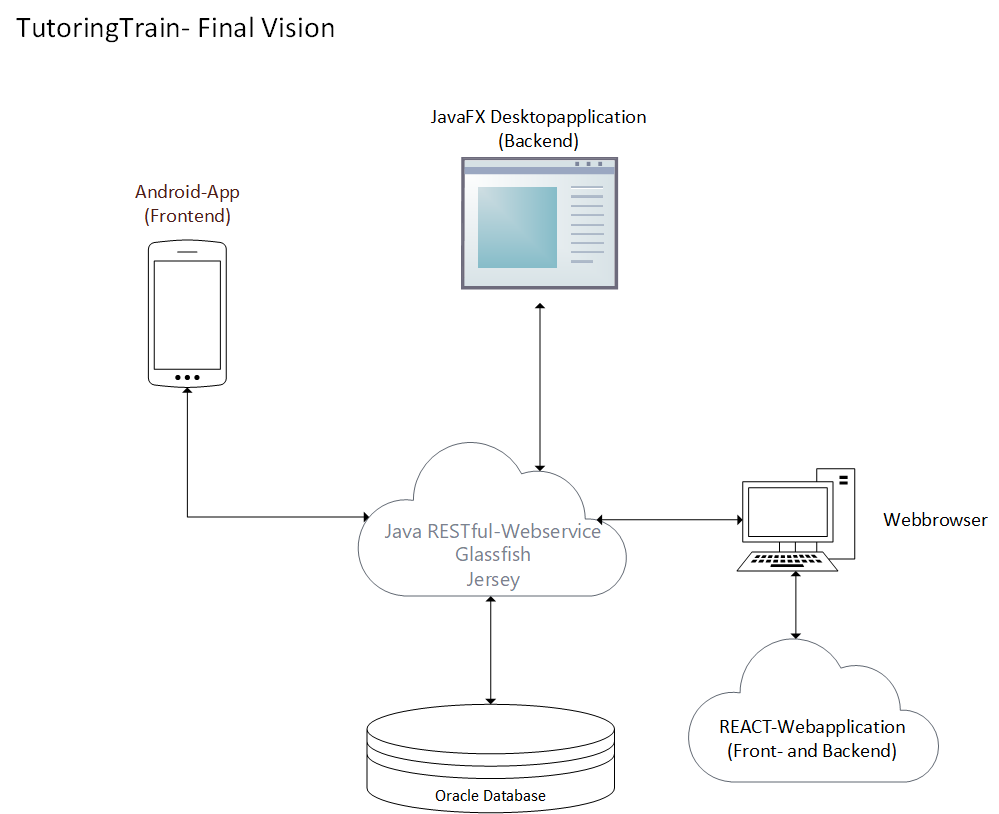 TutoringTrain- Final Vision
JavaFX Desktopapplication
(Backend)
Android-App
(Frontend)
Java RESTful-Webservice
Glassfish
Jersey
Webbrowser
REACT-Webapplication
(Front- and Backend)
Oracle Database